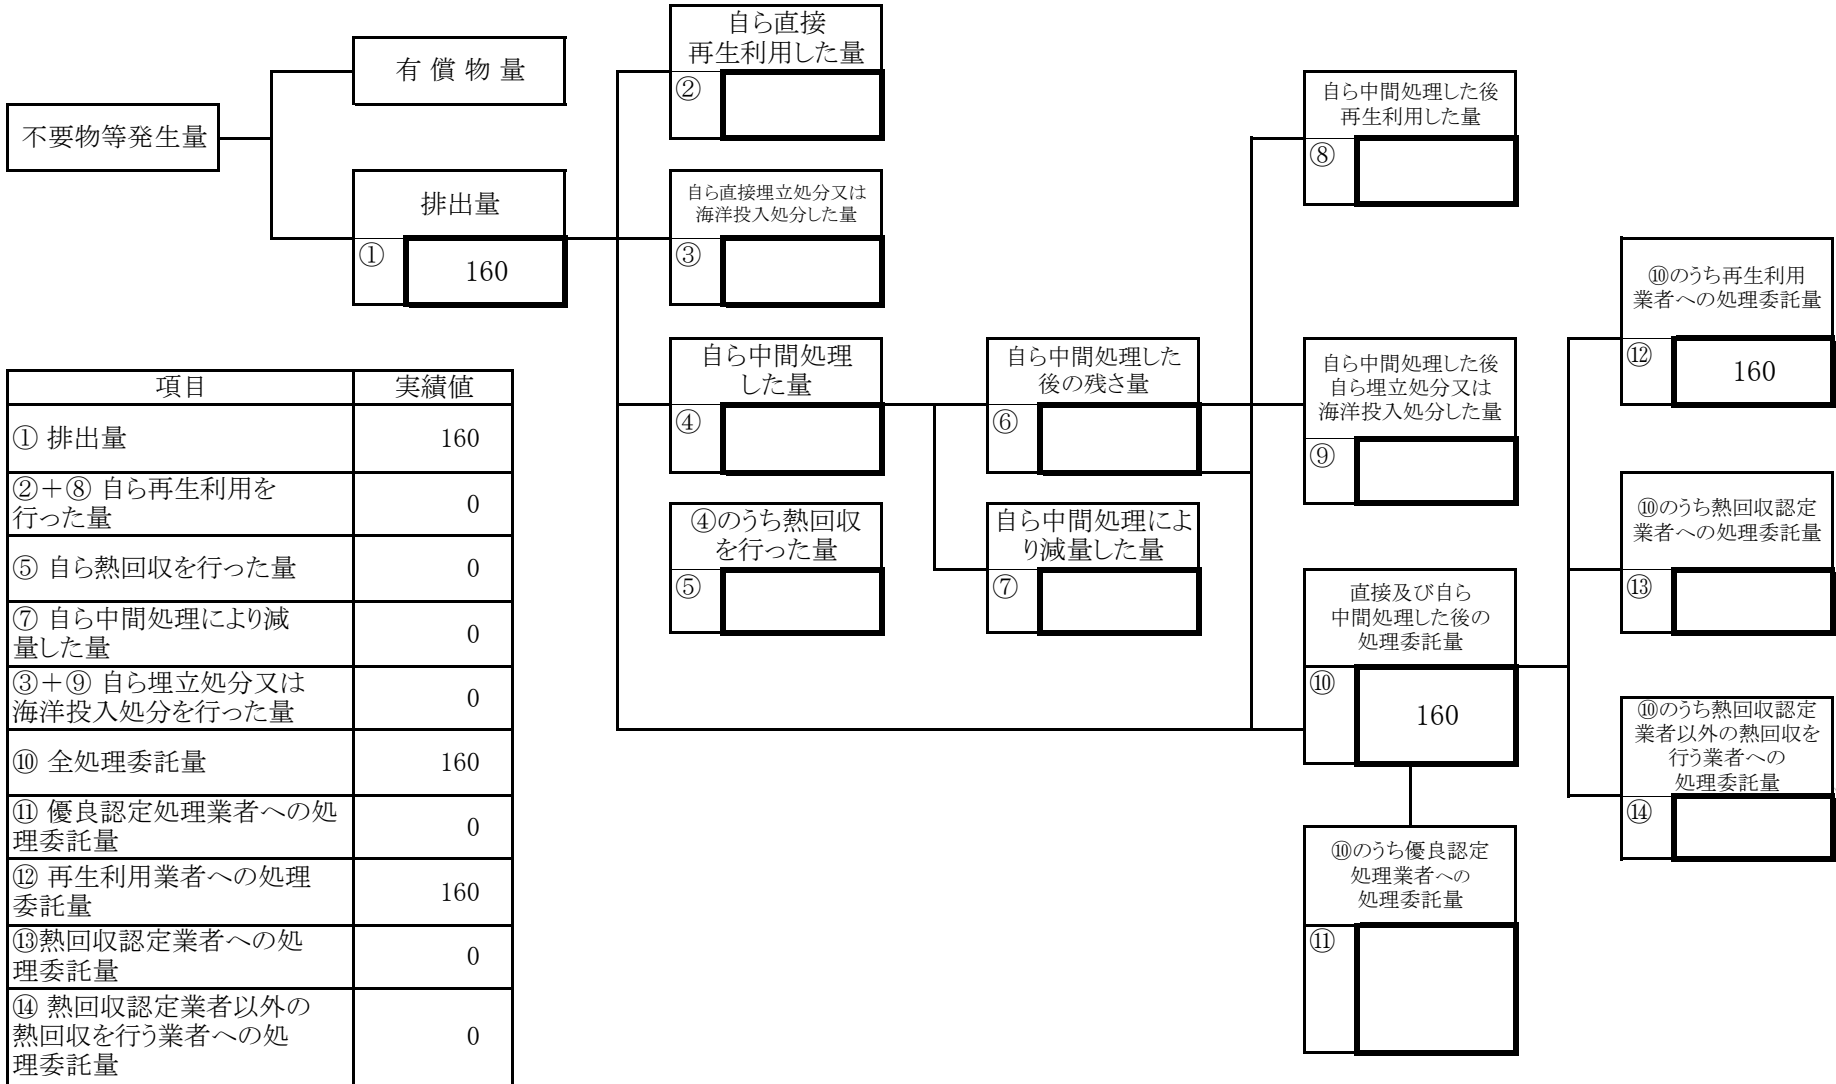 不要物等発生量
有 償 物 量
排出量
①
160
自ら直接
再生利用した量
②
自ら直接埋立処分又は
海洋投入処分した量
③
自ら中間処理
した量
④
④のうち熱回収
を行った量
⑤
自ら中間処理した
後の残さ量
⑥
自ら中間処理によ
り減量した量
⑦
自ら中間処理した後
再生利用した量
⑧
自ら中間処理した後
自ら埋立処分又は
海洋投入処分した量
⑨
直接及び自ら
中間処理した後の
処理委託量
⑩
160
⑩のうち優良認定
処理業者への
処理委託量
⑪
⑩のうち再生利用
業者への処理委託量
⑫
160
⑩のうち熱回収認定
業者への処理委託量
⑬
⑩のうち熱回収認定
業者以外の熱回収を
行う業者への
処理委託量
⑭
項目 実績値
① 排出量 160
②+⑧ 自ら再生利用を
行った量 0
⑤ 自ら熱回収を行った量 0
⑦ 自ら中間処理により減
量した量 0
③+⑨ 自ら埋立処分又は
海洋投入処分を行った量 0
⑩ 全処理委託量 160
⑪ 優良認定処理業者への処
理委託量 0
⑫ 再生利用業者への処理
委託量 160
⑬熱回収認定業者への処
理委託量 0
⑭ 熱回収認定業者以外の
熱回収を行う業者への処
理委託量 0